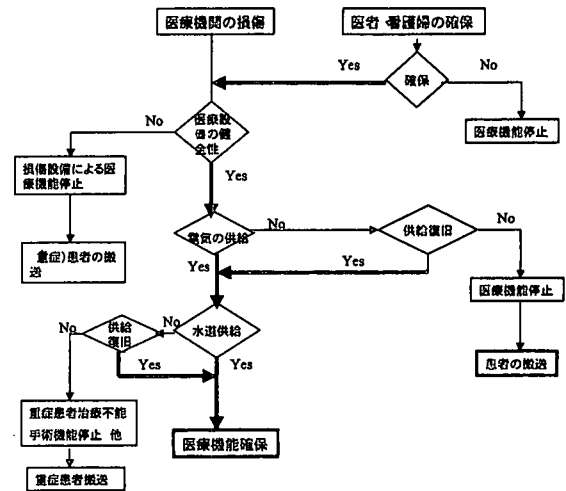 医療機関の損傷
医者・看護婦の確保
Yes
確保
No
医療機能停止
No
医療設
備の健
全性
Yes
損傷設備による医
療機能停止
重症)患者の搬
送
電気の供給
No
供給復旧
No
Yes
Yes
医療機能停止
患者の搬送
水道供給
No
供給
復旧
No
Yes
Yes
重症患者治療不能
手術機能停止 他
医療機能確保
重症患者搬送